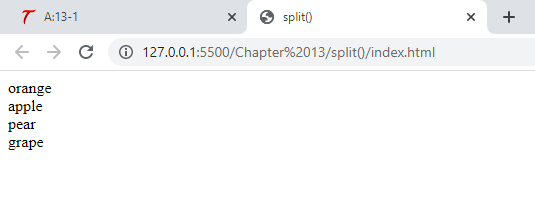 A:13-1
split()
127.0.0.1:5500/Chapter%2013/split()/index.html
orange
apple
pear
grape